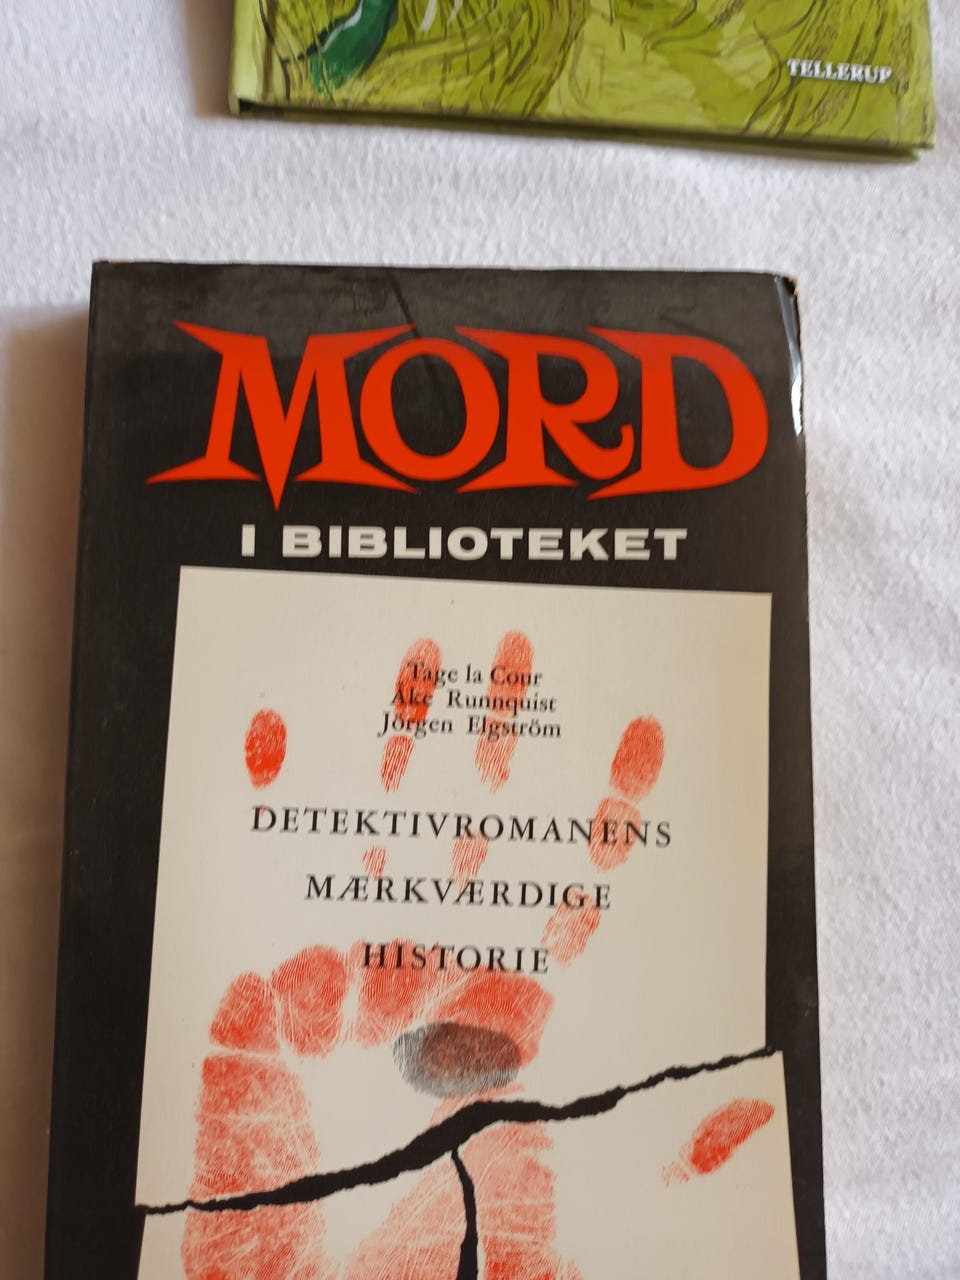 TELLERUP
MORD
I BIBLIOTEKET
Tage la Cour
Åke Runnquist
Jörgen Elgström
DETEKTIVROMANENS
MÆRKVÆRDIGE
HISTORIE